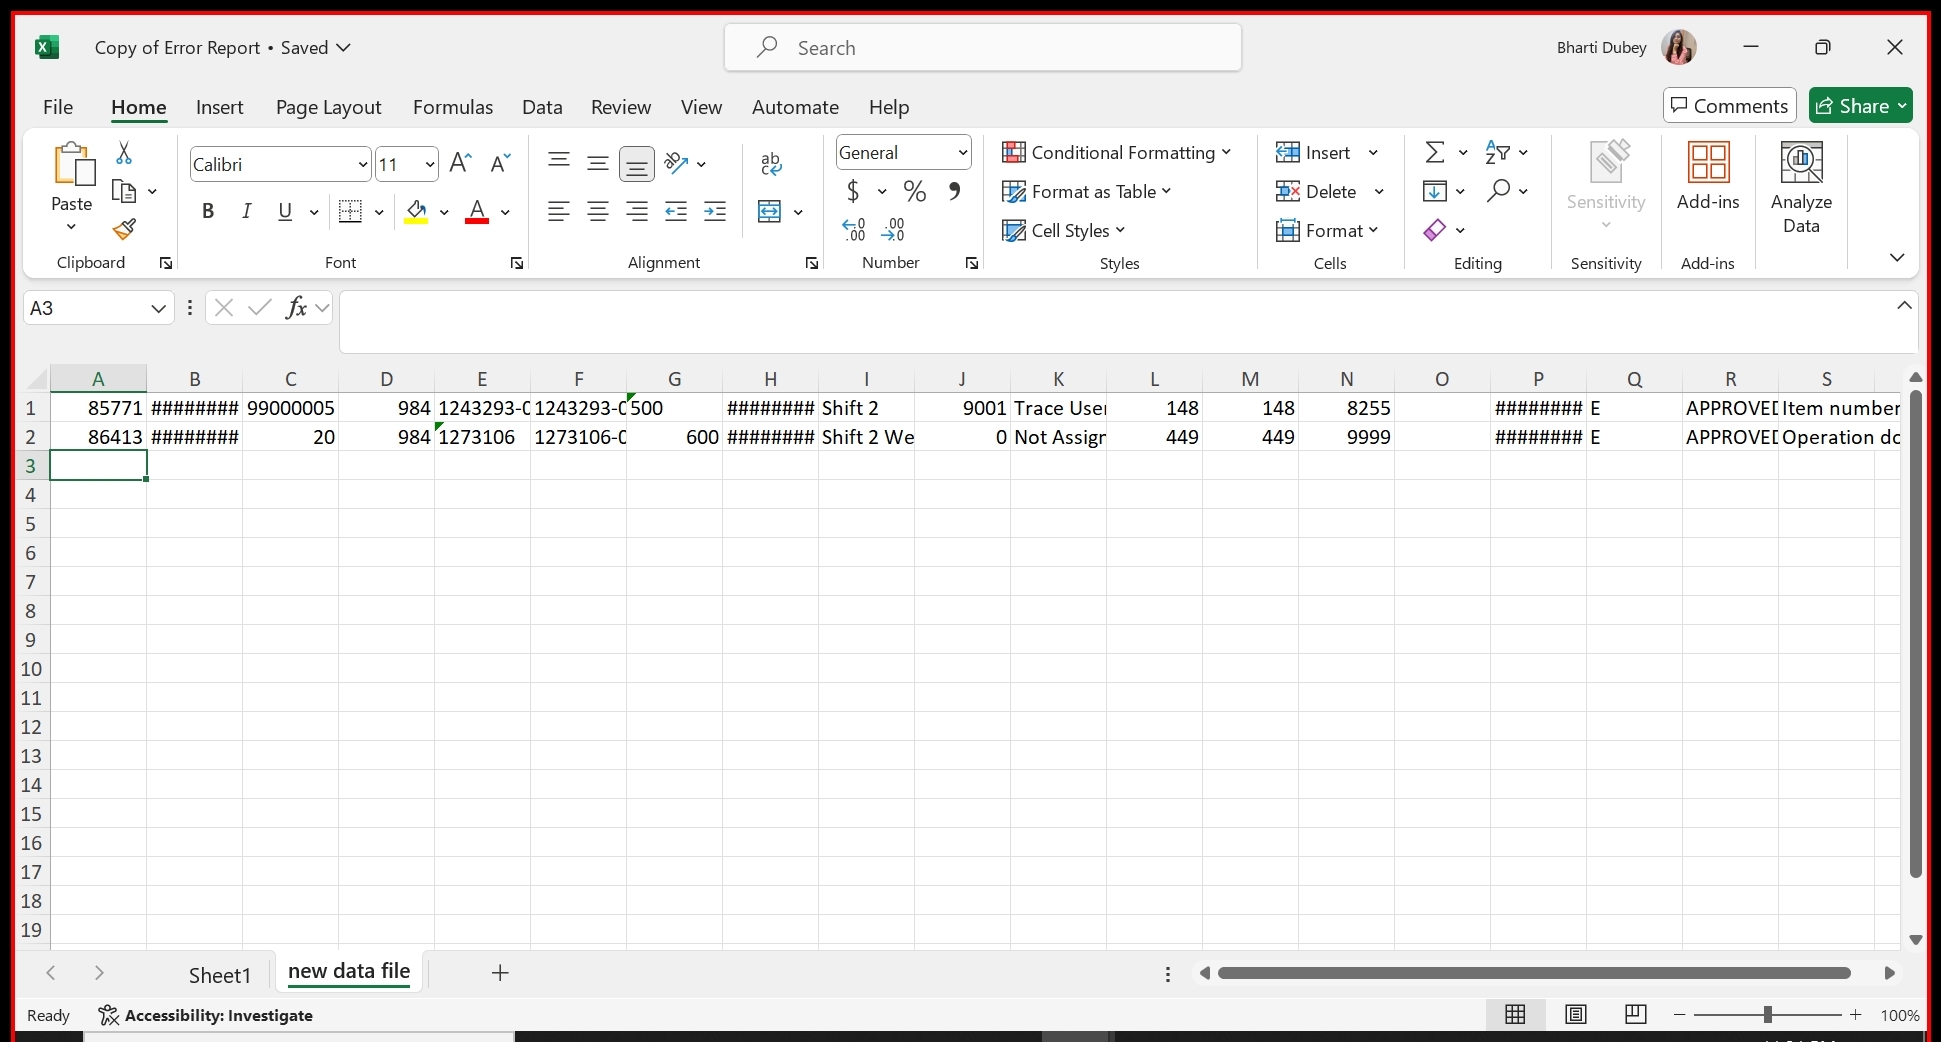 Copy of Error Report • Saved
Search
Bharti Dubey
File Home Insert Page Layout Formulas Data Review View Automate Help
Comments Share
Paste
Calibri 11
B I U A
ab
General
$ % ,
Conditional Formatting
Format as Table
Cell Styles
Insert
Delete
Format
Sensitivity
Add-ins
Analyze Data
Clipboard Font Alignment Number Styles Cells Editing Sensitivity Add-ins
A3 fx
A B C D E F G H I J K L M N O P Q R S
1 85771 ######## 99000005 984 1243293-0 1243293-0 500 ######## Shift 2 9001 Trace User 148 148 8255 ######## E APPROVED Item number
2 86413 ######## 20 984 1273106 1273106-0 600 ######## Shift 2 We 0 Not Assign 449 449 9999 ######## E APPROVED Operation do
3
4
5
6
7
8
9
10
11
12
13
14
15
16
17
18
19
Sheet1 new data file +
Ready Accessibility: Investigate 100%